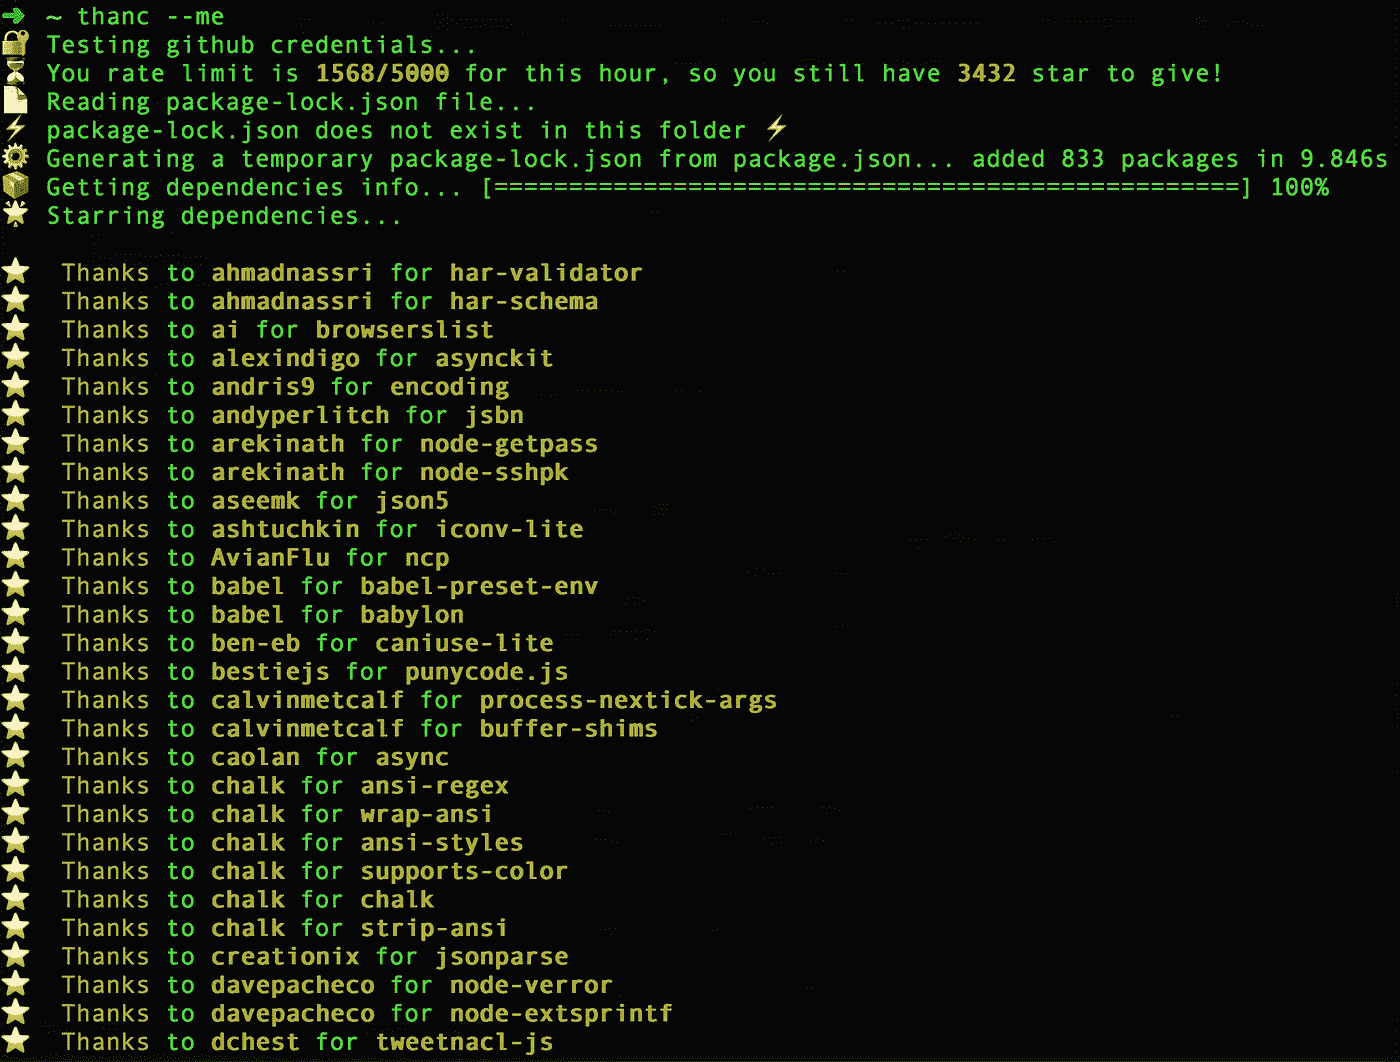 ~ thanc --me
Testing github credentials...
You rate limit is 1568/5000 for this hour, so you still have 3432 star to give!
Reading package-lock.json file...
package-lock.json does not exist in this folder ⚡
Generating a temporary package-lock.json from package.json... added 833 packages in 9.846s
Getting dependencies info... [==================================================] 100%
Starring dependencies...
Thanks to ahmadnassri for har-validator
Thanks to ahmadnassri for har-schema
Thanks to ai for browserslist
Thanks to alexindigo for asynckit
Thanks to andris9 for encoding
Thanks to andyperlitch for jsbn
Thanks to arekinath for node-getpass
Thanks to arekinath for node-sshpk
Thanks to aseemk for json5
Thanks to ashtuchkin for iconv-lite
Thanks to AvianFlu for ncp
Thanks to babel for babel-preset-env
Thanks to babel for babylon
Thanks to ben-eb for caniuse-lite
Thanks to bestiejs for punycode.js
Thanks to calvinmetcalf for process-nextick-args
Thanks to calvinmetcalf for buffer-shims
Thanks to caolan for async
Thanks to chalk for ansi-regex
Thanks to chalk for wrap-ansi
Thanks to chalk for ansi-styles
Thanks to chalk for supports-color
Thanks to chalk for chalk
Thanks to chalk for strip-ansi
Thanks to creationix for jsonparse
Thanks to davepacheco for node-verror
Thanks to davepacheco for node-extsprintf
Thanks to dchest for tweetnacl-js